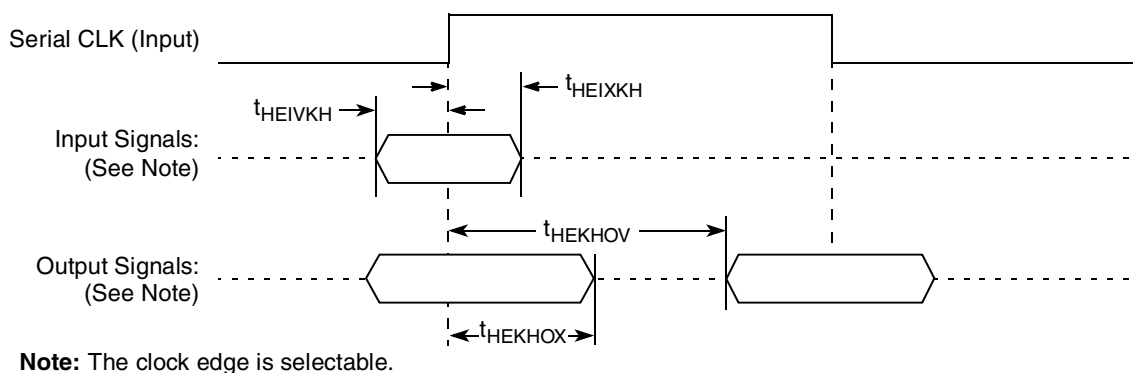 Serial CLK (Input)
tHEIXKH
tHEIVKH
Input Signals:
(See Note)
tHEKHOV
Output Signals:
(See Note)
tHEKHOX
Note: The clock edge is selectable.